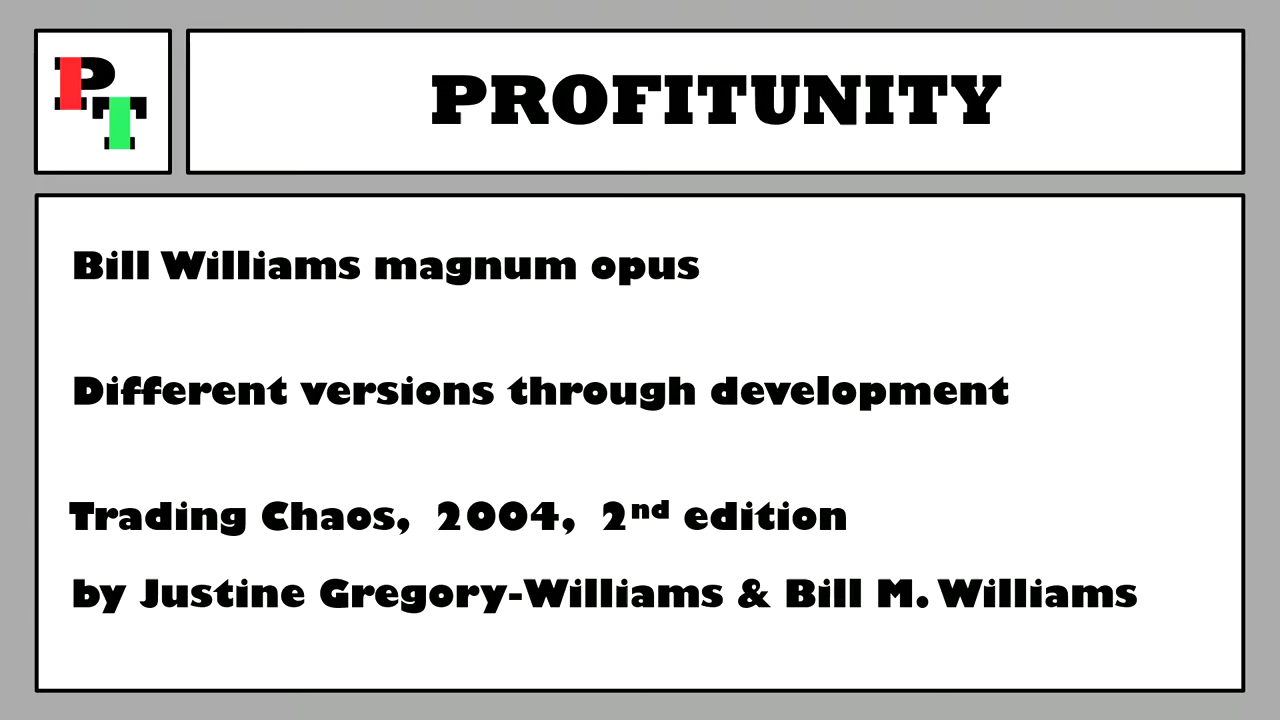 PT
PROFITUNITY
Bill Williams magnum opus
Different versions through development
Trading Chaos, 2004, 2nd edition
by Justine Gregory-Williams & Bill M. Williams